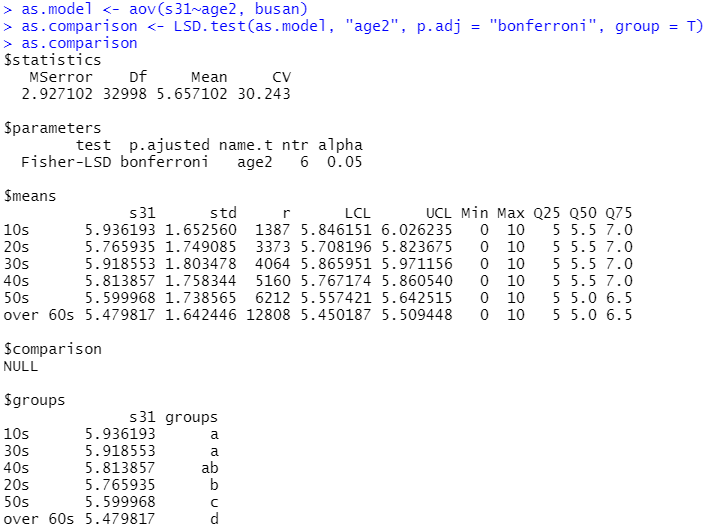 > as.model <- aov(s31~age2, busan)
> as.comparison <- LSD.test(as.model, "age2", p.adj = "bonferroni", group = T)
> as.comparison
$statistics
   MSerror    Df     Mean     CV
  2.927102 32998 5.657102 30.243

$parameters
        test  p.ajusted name.t ntr alpha
  Fisher-LSD bonferroni   age2   6  0.05

$means
              s31      std     r      LCL      UCL Min Max Q25 Q50 Q75
10s      5.936193 1.652560  1387 5.846151 6.026235   0  10   5 5.5 7.0
20s      5.765935 1.749085  3373 5.708196 5.823675   0  10   5 5.5 7.0
30s      5.918553 1.803478  4064 5.865951 5.971156   0  10   5 5.5 7.0
40s      5.813857 1.758344  5160 5.767174 5.860540   0  10   5 5.5 7.0
50s      5.599968 1.738565  6212 5.557421 5.642515   0  10   5 5.0 6.5
over 60s 5.479817 1.642446 12808 5.450187 5.509448   0  10   5 5.0 6.5

$comparison
NULL

$groups
              s31 groups
10s      5.936193      a
30s      5.918553      a
40s      5.813857     ab
20s      5.765935      b
50s      5.599968      c
over 60s 5.479817      d